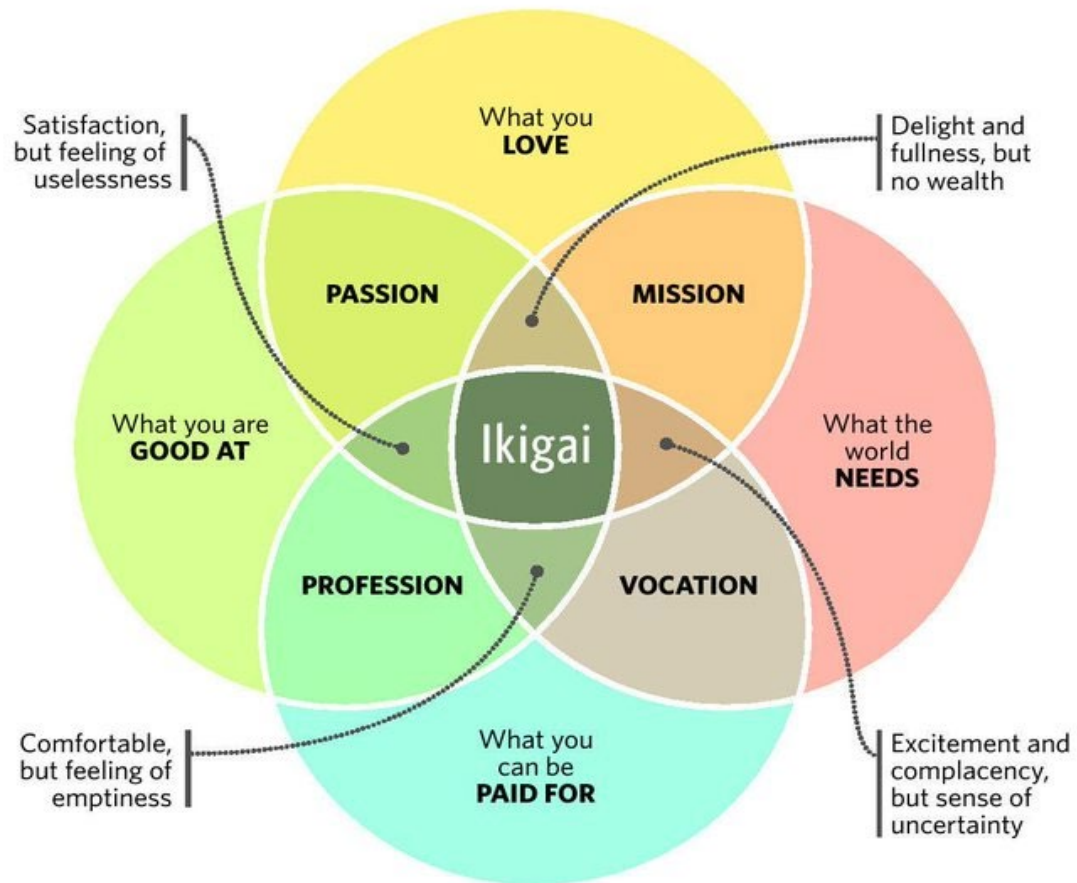 What you
LOVE
Satisfaction,
but feeling of
uselessness
Delight and
fullness, but
no wealth
PASSION
MISSION
What you are
GOOD AT
Ikigai
What the
world
NEEDS
PROFESSION
VOCATION
Comfortable,
but feeling of
emptiness
What you
can be
PAID FOR
Excitement and
complacency,
but sense of
uncertainty